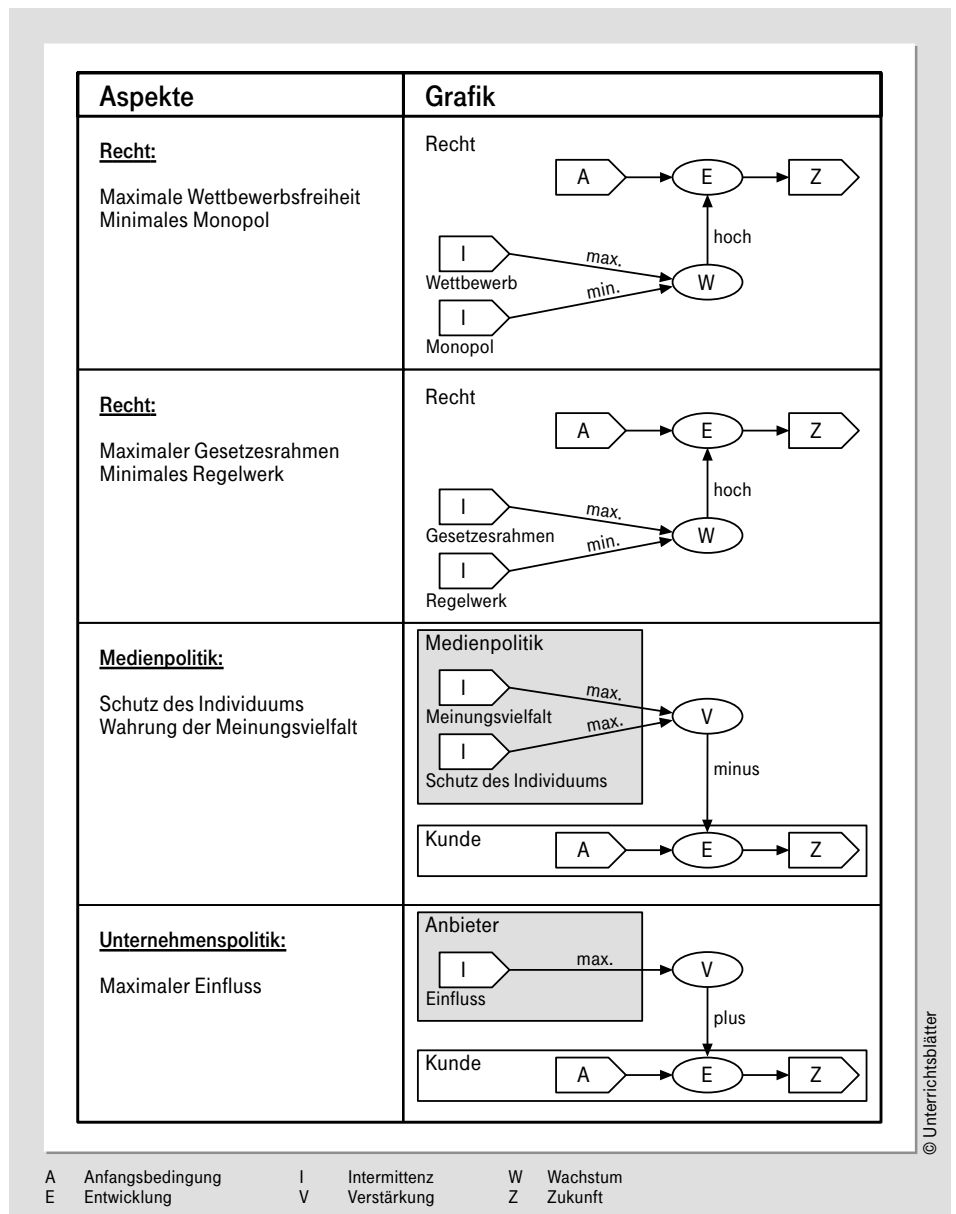 Aspekte
Grafik
Recht:
Maximale Wettbewerbsfreiheit
Minimales Monopol
Recht
A
E
Z
hoch
I
max.
Wettbewerb
W
min.
I
Monopol
Recht:
Maximaler Gesetzesrahmen
Minimales Regelwerk
Recht
A
E
Z
hoch
I
max.
Gesetzesrahmen
W
min.
I
Regelwerk
Medienpolitik:
Schutz des Individuums
Wahrung der Meinungsvielfalt
Medienpolitik
I
max.
Meinungsvielfalt
V
max.
I
Schutz des Individuums
minus
Kunde
A
E
Z
Unternehmenspolitik:
Maximaler Einfluss
Anbieter
I
max.
V
Einfluss
plus
Kunde
A
E
Z
© Unterrichtsblätter
A Anfangsbedingung I Intermittenz W Wachstum
E Entwicklung V Verstärkung Z Zukunft